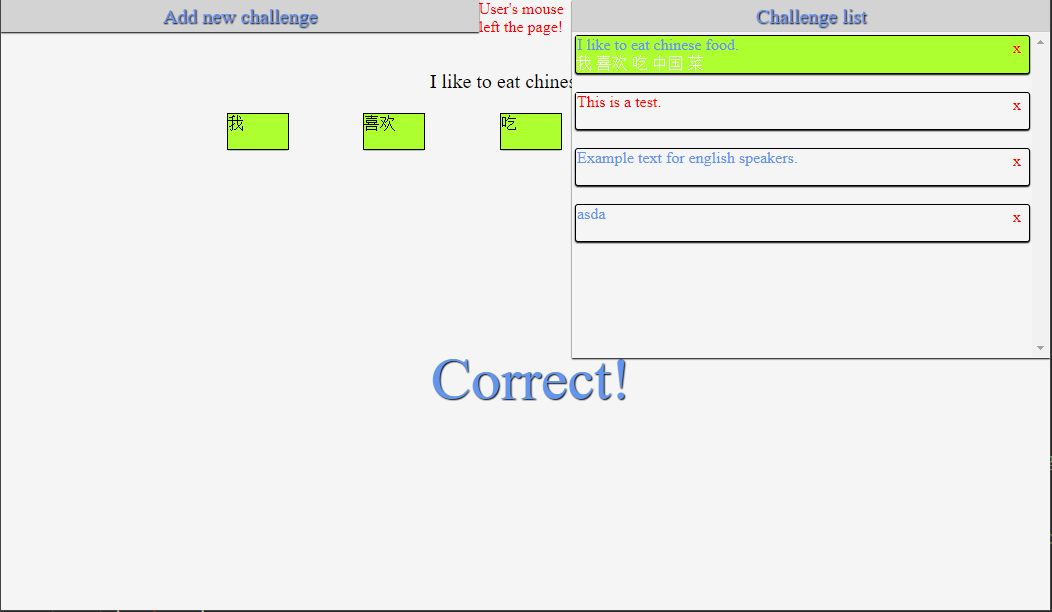 Add new challenge
User's mouse
left the page!
Challenge list
I like to eat chines
我
喜欢
吃
I like to eat chinese food.
x
我 喜欢 吃 中国 菜
This is a test.
x
Example text for english speakers.
x
asda
x
Correct!